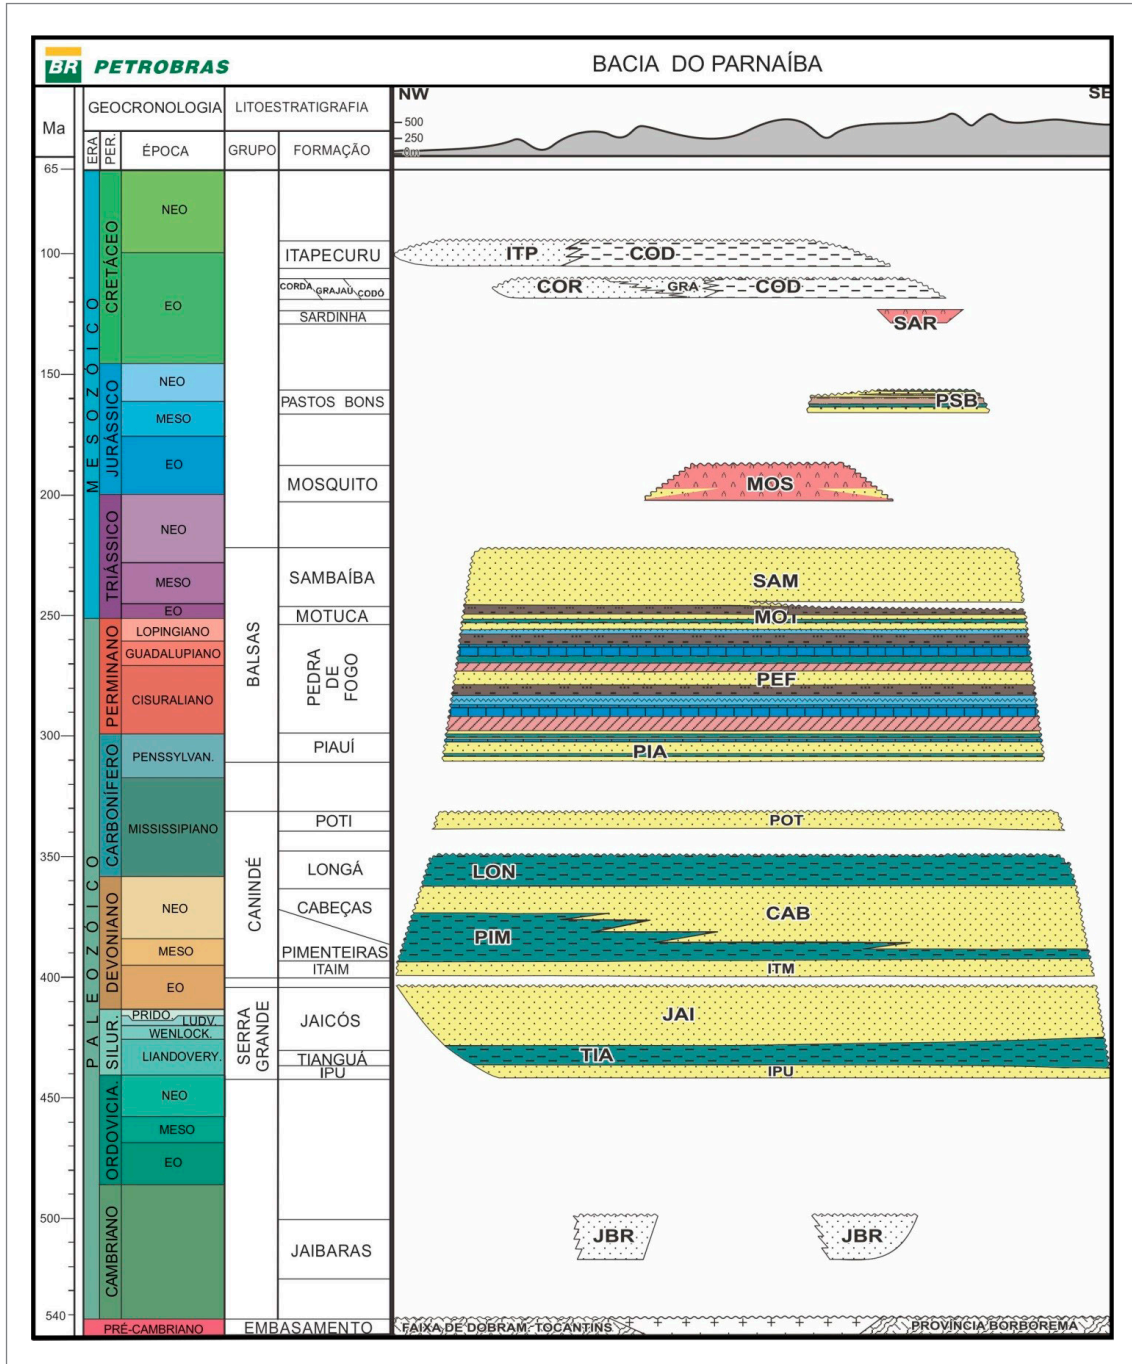 BR PETROBRAS
BACIA DO PARNAÍBA
Ma
GEOCRONOLOGIA
LITOESTRATIGRAFIA
ERA
PER.
ÉPOCA
GRUPO
FORMAÇÃO
NW
SE
500
250
65
100
150
200
250
300
350
400
450
500
540
MESOZÓICO
PALEOZÓICO
CRETÁCEO
JURÁSSICO
TRIÁSSICO
PERMINANO
CARBONÍFERO
DEVONIANO
SILUR.
ORDOVICIA.
CAMBRIANO
PRÉ-CAMBRIANO
NEO
EO
NEO
MESO
EO
NEO
MESO
EO
LOPINGIANO
GUADALUPIANO
CISURALIANO
PENSSYLVAN.
MISSISSIPIANO
NEO
MESO
EO
PRIDO.
LUDV.
WENLOCK.
LIANDOVERY.
NEO
MESO
EO
BALSAS
CANINDÉ
SERRA
GRANDE
EMBASAMENTO
ITAPECURU
CORDA GRAJAÚ CODÓ
SARDINHA
PASTOS BONS
MOSQUITO
SAMBAÍBA
MOTUCA
PEDRA
DE
FOGO
PIAUÍ
POTI
LONGÁ
CABEÇAS
PIMENTEIRAS
ITAIM
JAICÓS
TIANGUÁ
IPU
JAIBARAS
ITP COD
COR GRA COD
SAR
PSB
MOS
SAM
MOT
PEF
PIA
POT
LON
CAB
PIM
ITM
JAI
TIA
IPU
JBR JBR
FAIXA DE DOBRAM. TOCANTINS
PROVÍNCIA BORBOREMA